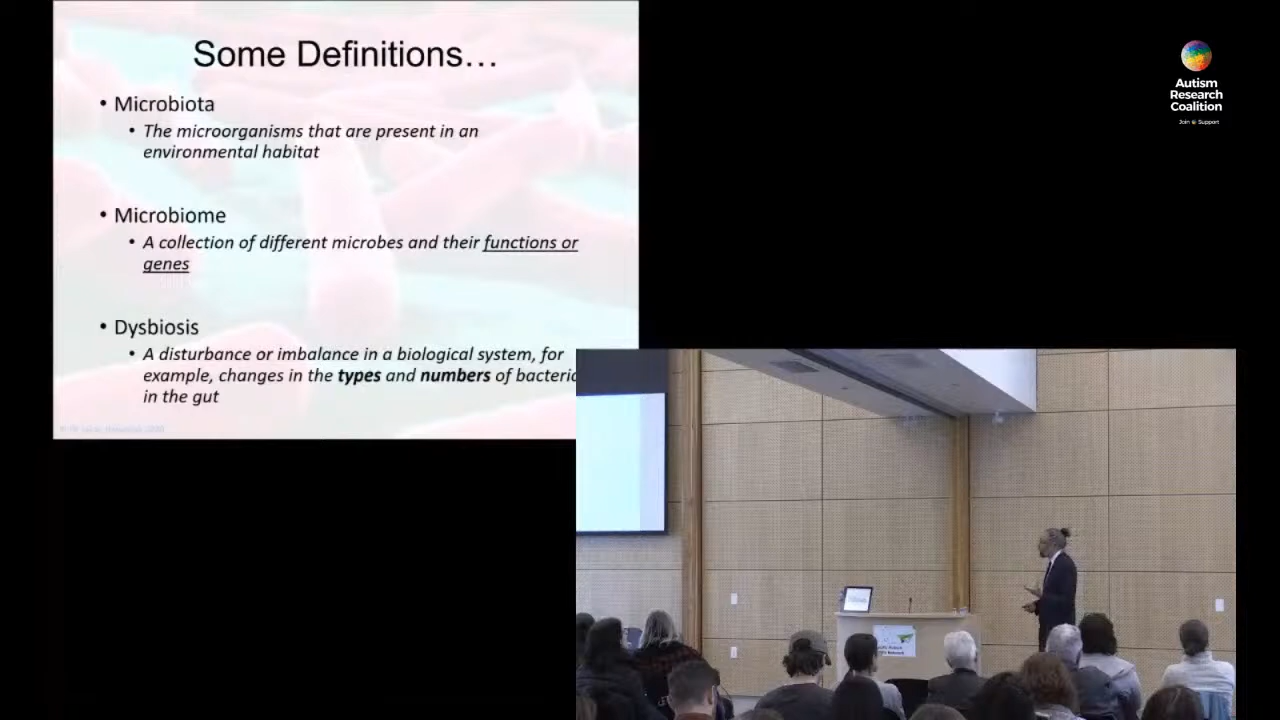 Some Definitions…
• Microbiota
• The microorganisms that are present in an
environmental habitat
• Microbiome
• A collection of different microbes and their functions or
genes
• Dysbiosis
• A disturbance or imbalance in a biological system, for
example, changes in the types and numbers of bacteria
in the gut
Autism
Research
Coalition
Join & Support